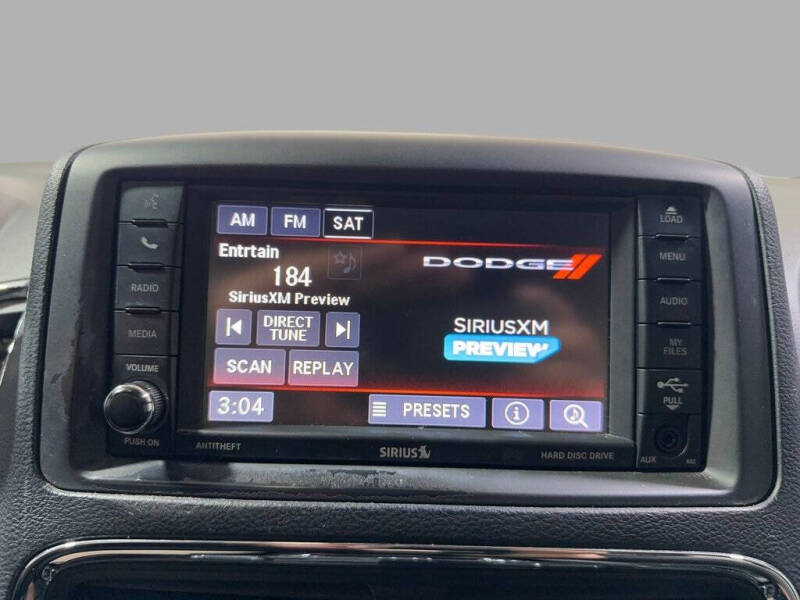 AM FM SAT
Entrtain
184
SiriusXM Preview
DIRECT
TUNE
SCAN REPLAY
3:04
PRESETS
DODGE
SIRIUSXM
PREVIEW
RADIO
MEDIA
VOLUME
PUSH ON
ANTITHEFT
SIRIUS
HARD DISC DRIVE
LOAD
MENU
AUDIO
MY
FILES
PULL
AUX